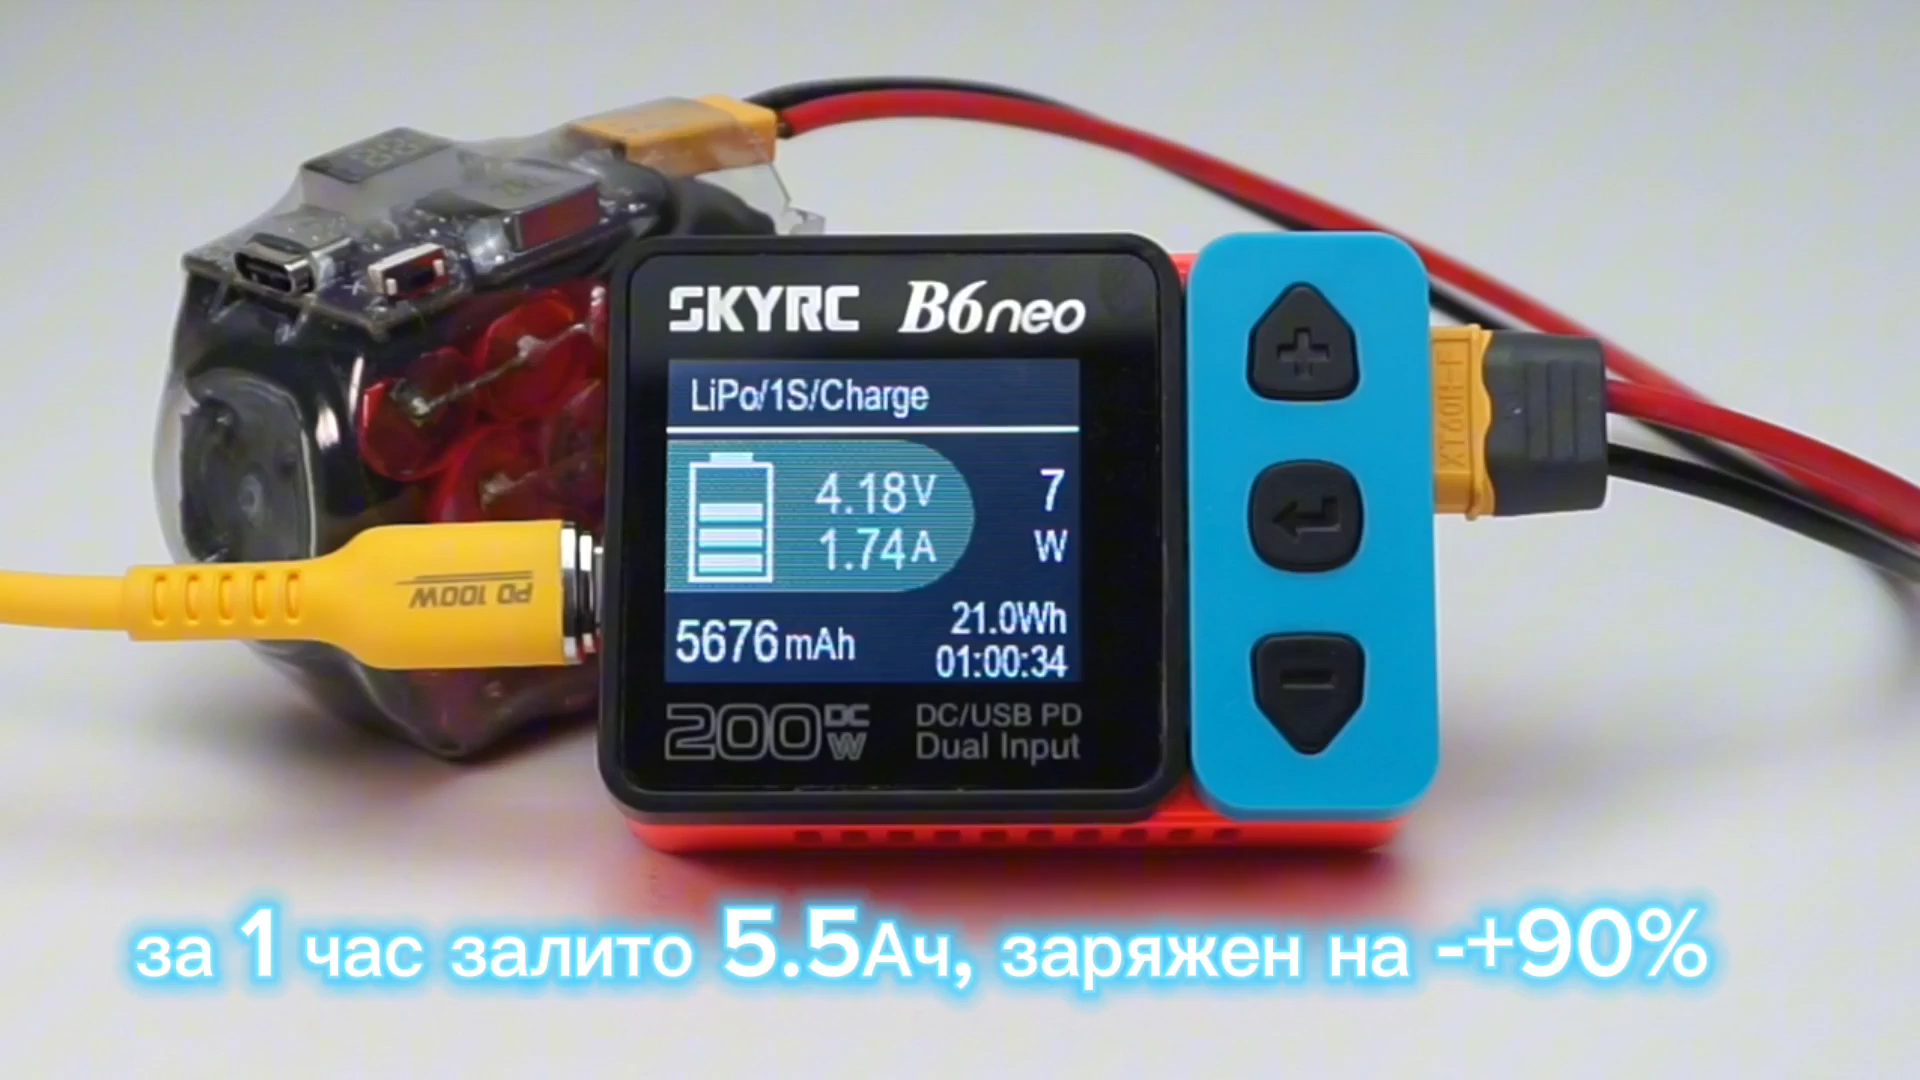 SKYRC B6neo
LiPo/1S/Charge
4.18V
7
1.74A
W
5676mAh
21.0Wh
01:00:34
200 DC W
DC/USB PD
Dual Input
PD 100W
XT60H-F
за 1 час залито 5.5Ач, заряжен на -+90%